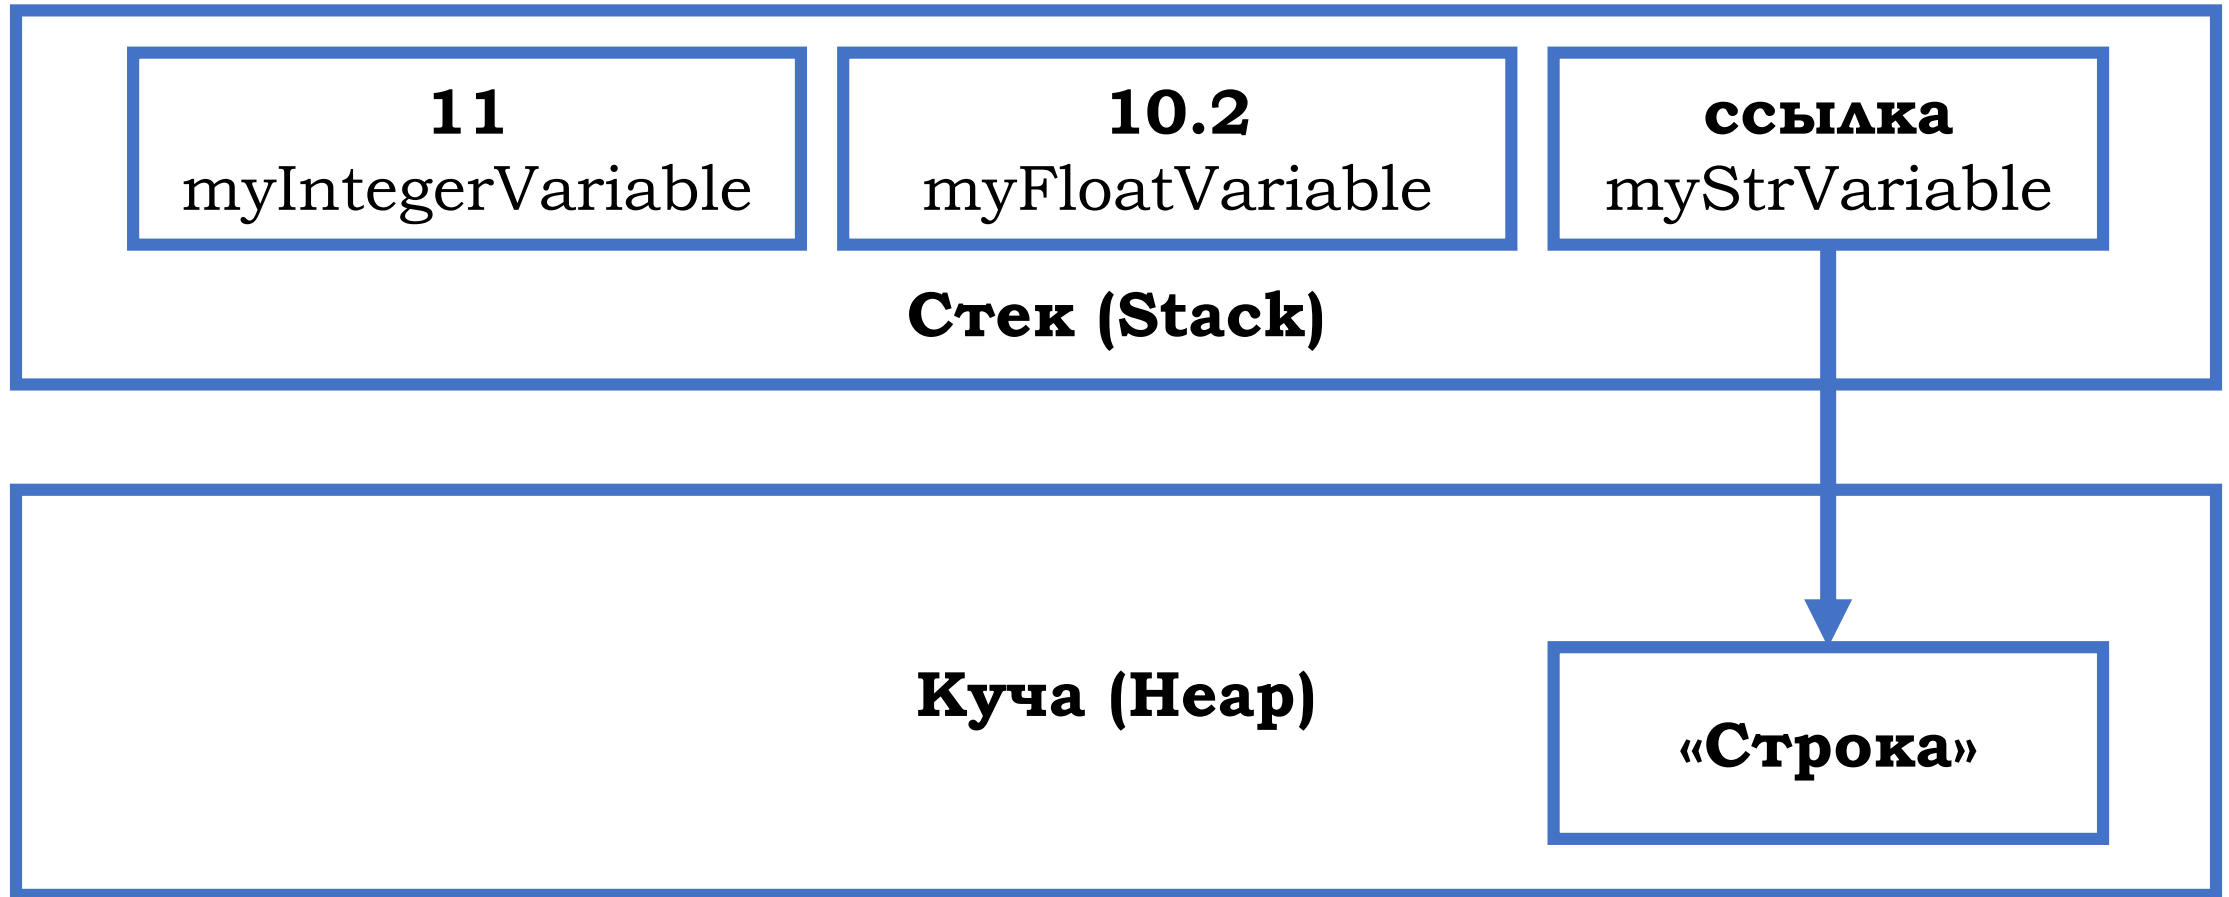 11
myIntegerVariable
10.2
myFloatVariable
ссылка
myStrVariable
Стек (Stack)
Куча (Heap)
«Строка»